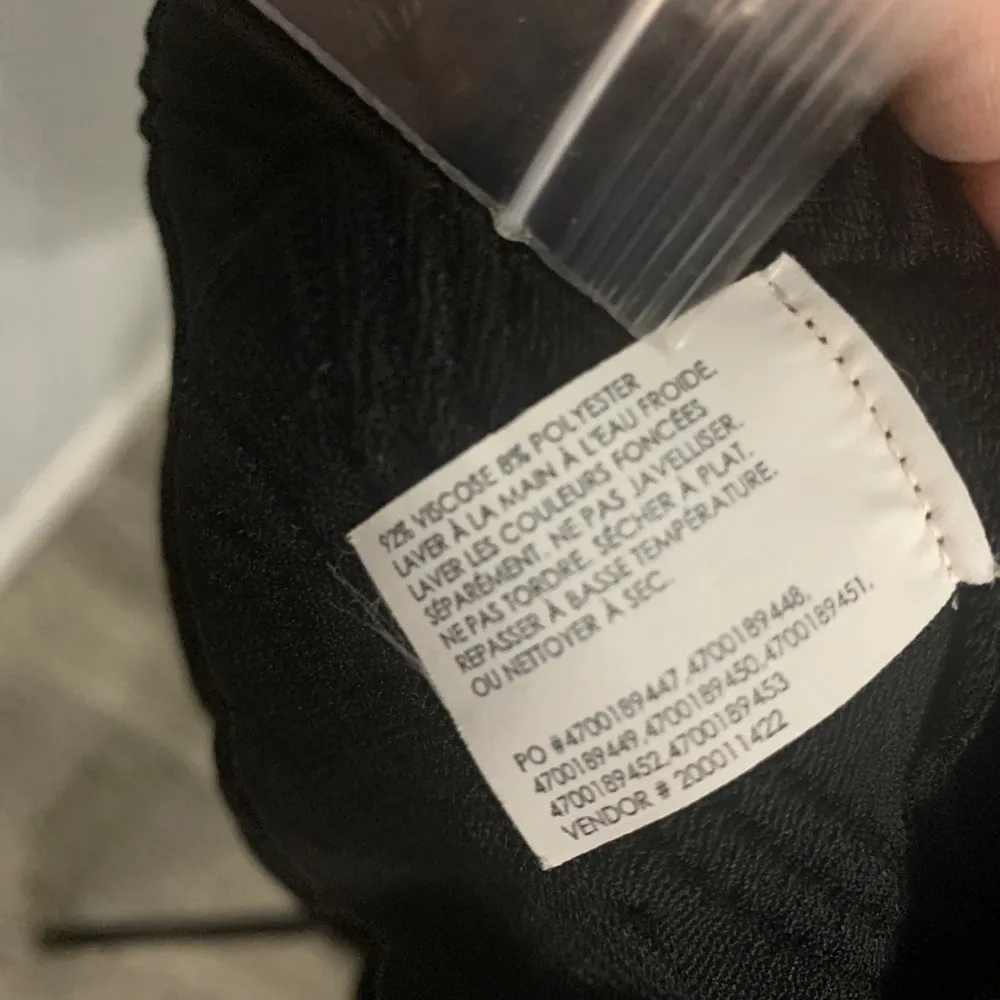 92% VISCOSE 8% POLYESTER
LAVER À LA MAIN À L'EAU FROIDE.
LAVER LES COULEURS FONCÉES
SÉPARÉMENT. NE PAS JAVELLISER.
NE PAS TORDRE. SÉCHER À PLAT.
REPASSER À BASSE TEMPÉRATURE.
OU NETTOYER À SEC.
PO #4700189447,4700189448,
4700189449,4700189450,4700189451,
4700189452,4700189453
VENDOR # 200011422